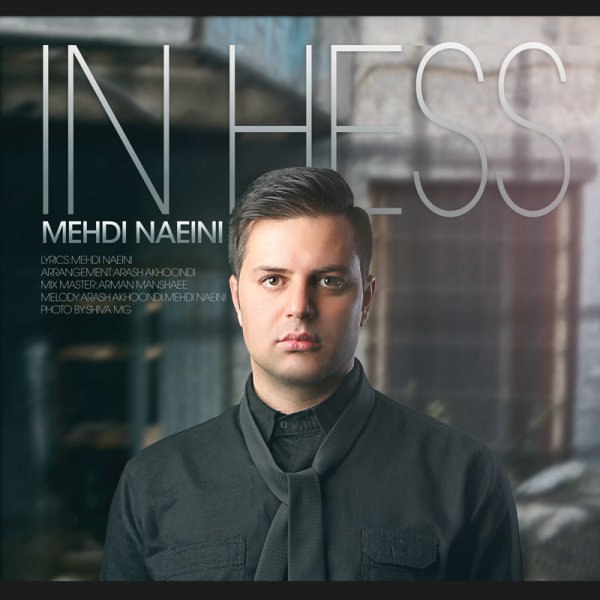 IN HESS
MEHDI NAEINI
LYRICS:MEHDI NAEINI
ARRANGEMENT:ARASH AKHOONDI
MIX MASTER: ARMAN MANSHAEE
MELODY:ARASH AKHOONDI MEHDI NAEINI
PHOTO BY:SHIVA MG